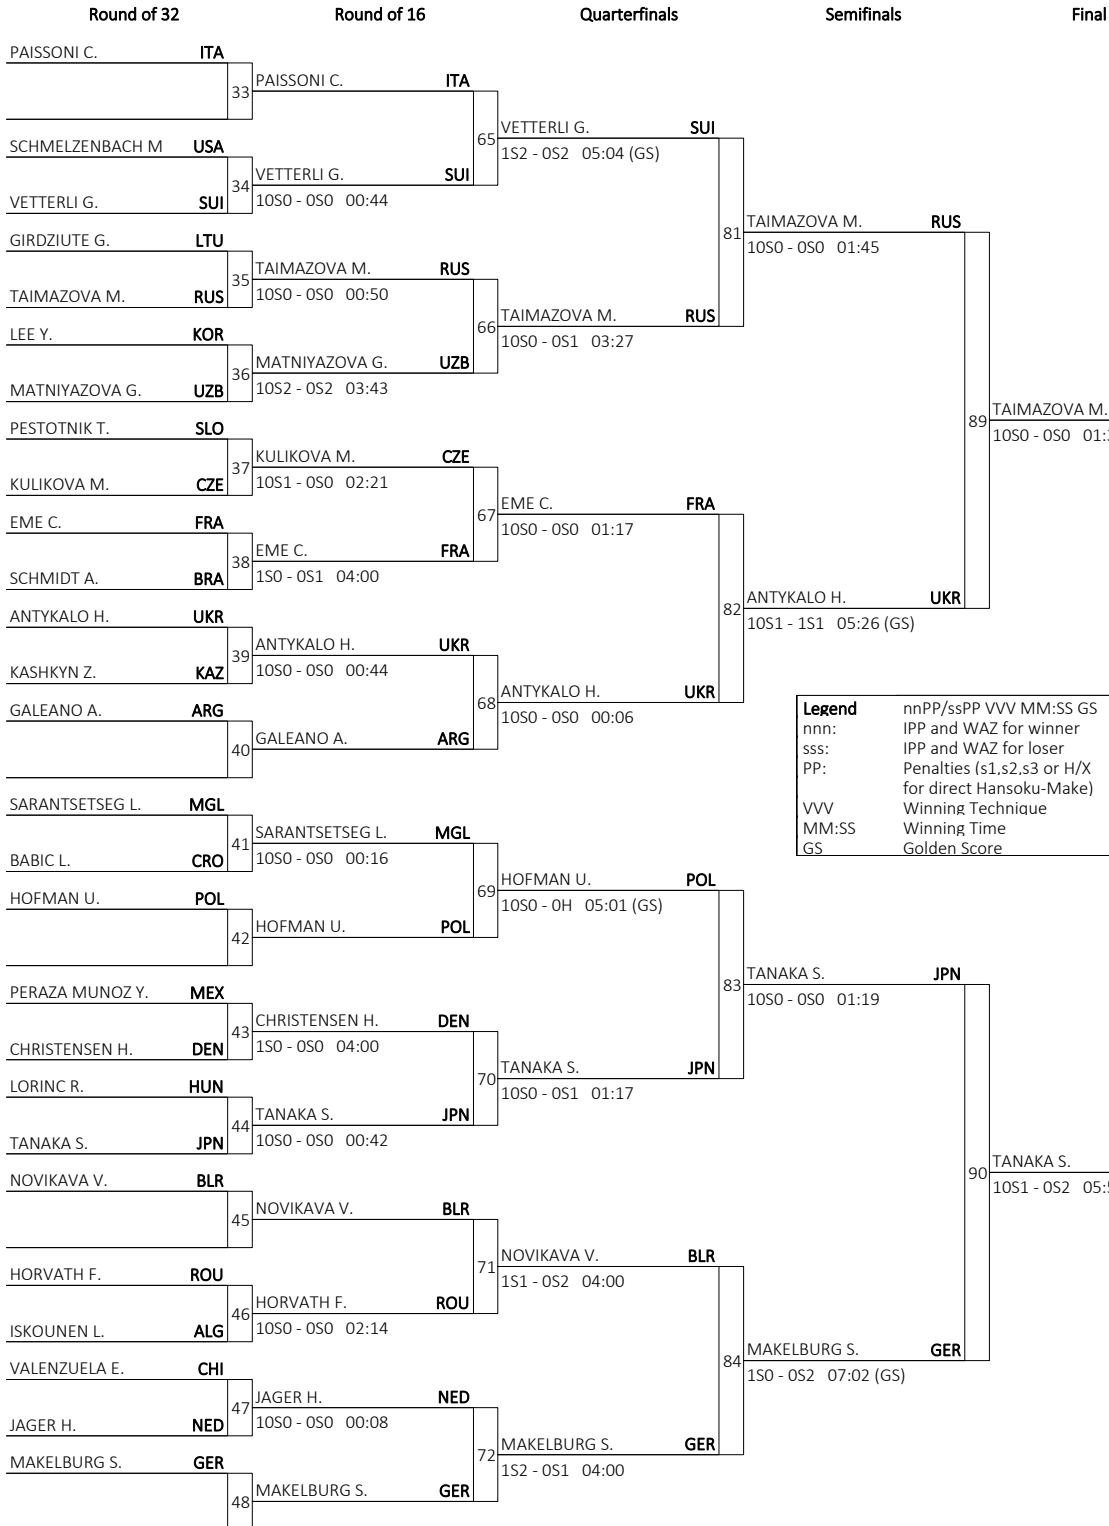 Round of 32 Round of 16 Quarterfinals Semifinals Final
PAISSONI C. ITA
33
PAISSONI C. ITA
65
VETTERLI G. SUI
1S2 - 0S2 05:04 (GS)
SCHMELZENBACH M USA
34
VETTERLI G. SUI
10S0 - 0S0 00:44
VETTERLI G. SUI
81
TAIMAZOVA M. RUS
10S0 - 0S0 01:45
GIRDZIUTE G. LTU
35
TAIMAZOVA M. RUS
10S0 - 0S0 00:50
TAIMAZOVA M. RUS
66
TAIMAZOVA M. RUS
10S0 - 0S1 03:27
LEE Y. KOR
36
MATNIYAZOVA G. UZB
10S2 - 0S2 03:43
MATNIYAZOVA G. UZB
89
TAIMAZOVA M.
10S0 - 0S0
PESTOTNIK T. SLO
37
KULIKOVA M. CZE
10S1 - 0S0 02:21
KULIKOVA M. CZE
67
EME C. FRA
10S0 - 0S0 01:17
EME C. FRA
38
EME C. FRA
1S0 - 0S1 04:00
SCHMIDT A. BRA
82
ANTYKALO H. UKR
10S1 - 1S1 05:26 (GS)
ANTYKALO H. UKR
39
ANTYKALO H. UKR
10S0 - 0S0 00:44
KASHKYN Z. KAZ
68
ANTYKALO H. UKR
10S0 - 0S0 00:06
GALEANO A. ARG
40
GALEANO A. ARG
Legend nnPP/ssPP VVV MM:SS GS
nnn: IPP and WAZ for winner
sss: IPP and WAZ for loser
PP: Penalties (s1,s2,s3 or H/X
for direct Hansoku-Make)
VVV Winning Technique
MM:SS Winning Time
GS Golden Score
SARANTSETSEG L. MGL
41
SARANTSETSEG L. MGL
10S0 - 0S0 00:16
BABIC L. CRO
69
HOFMAN U. POL
10S0 - 0H 05:01 (GS)
HOFMAN U. POL
42
HOFMAN U. POL
83
TANAKA S. JPN
10S0 - 0S0 01:19
PERAZA MUNOZ Y. MEX
43
CHRISTENSEN H. DEN
1S0 - 0S0 04:00
CHRISTENSEN H. DEN
70
TANAKA S. JPN
10S0 - 0S1 01:17
LORINC R. HUN
44
TANAKA S. JPN
10S0 - 0S0 00:42
TANAKA S. JPN
90
TANAKA S.
10S1 - 0S2
NOVIKAVA V. BLR
45
NOVIKAVA V. BLR
71
NOVIKAVA V. BLR
1S1 - 0S2 04:00
HORVATH F. ROU
46
HORVATH F. ROU
10S0 - 0S0 02:14
ISKOUNEN L. ALG
84
MAKELBURG S. GER
1S0 - 0S2 07:02 (GS)
VALENZUELA E. CHI
47
JAGER H. NED
10S0 - 0S0 00:08
JAGER H. NED
72
MAKELBURG S. GER
1S2 - 0S1 04:00
MAKELBURG S. GER
48
MAKELBURG S. GER